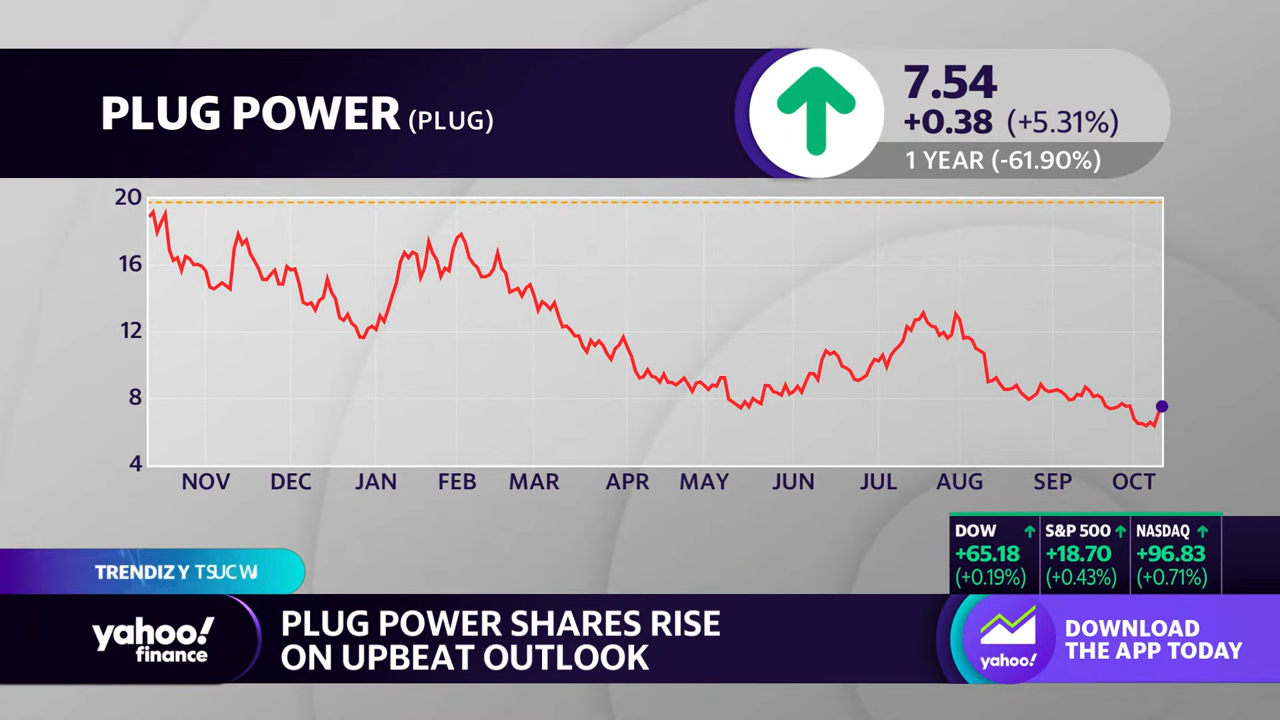 PLUG POWER (PLUG)
7.54
+0.38 (+5.31%)
1 YEAR (-61.90%)
20
16
12
8
4
NOV DEC JAN FEB MAR APR MAY JUN JUL AUG SEP OCT
DOW
+65.18
(+0.19%)
S&P 500
+18.70
(+0.43%)
NASDAQ
+96.83
(+0.71%)
yahoo!
finance
PLUG POWER SHARES RISE
ON UPBEAT OUTLOOK
yahoo!
DOWNLOAD
THE APP TODAY